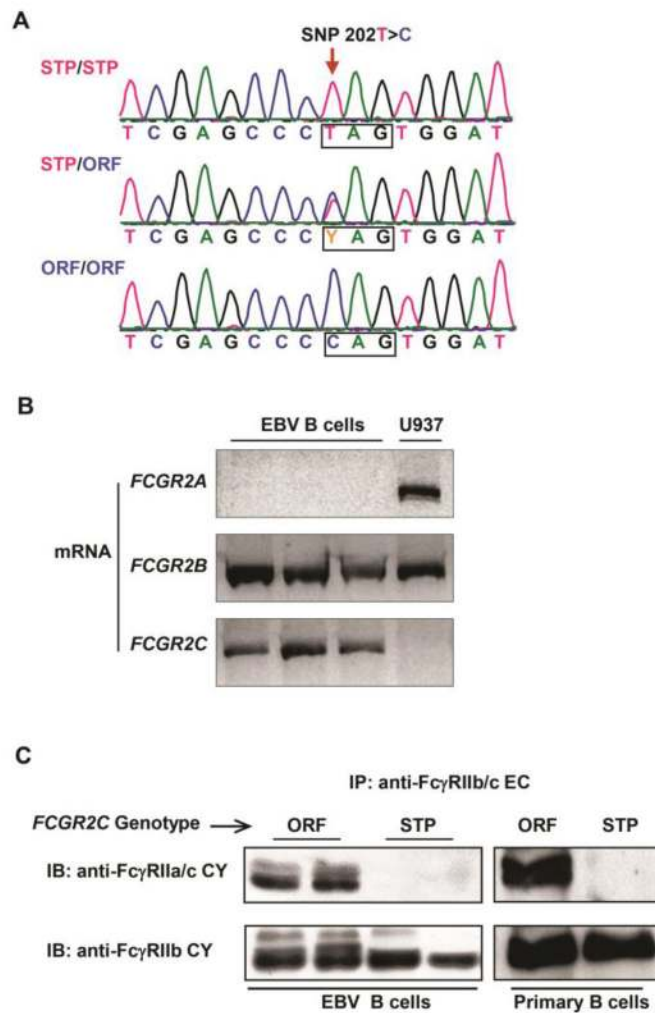 A
SNP 202T>C
STP/STP
T C G A G C C C T A G T G G A T
STP/ORF
T C G A G C C C Y A G T G G A T
ORF/ORF
T C G A G C C C C A G T G G A T
B
EBV B cells U937
FCGR2A
mRNA
FCGR2B
FCGR2C
C
IP: anti-FcγRIIb/c EC
FCGR2C Genotype
ORF STP ORF STP
IB: anti-FcγRIIa/c CY
IB: anti-FcγRIIb CY
EBV B cells Primary B cells